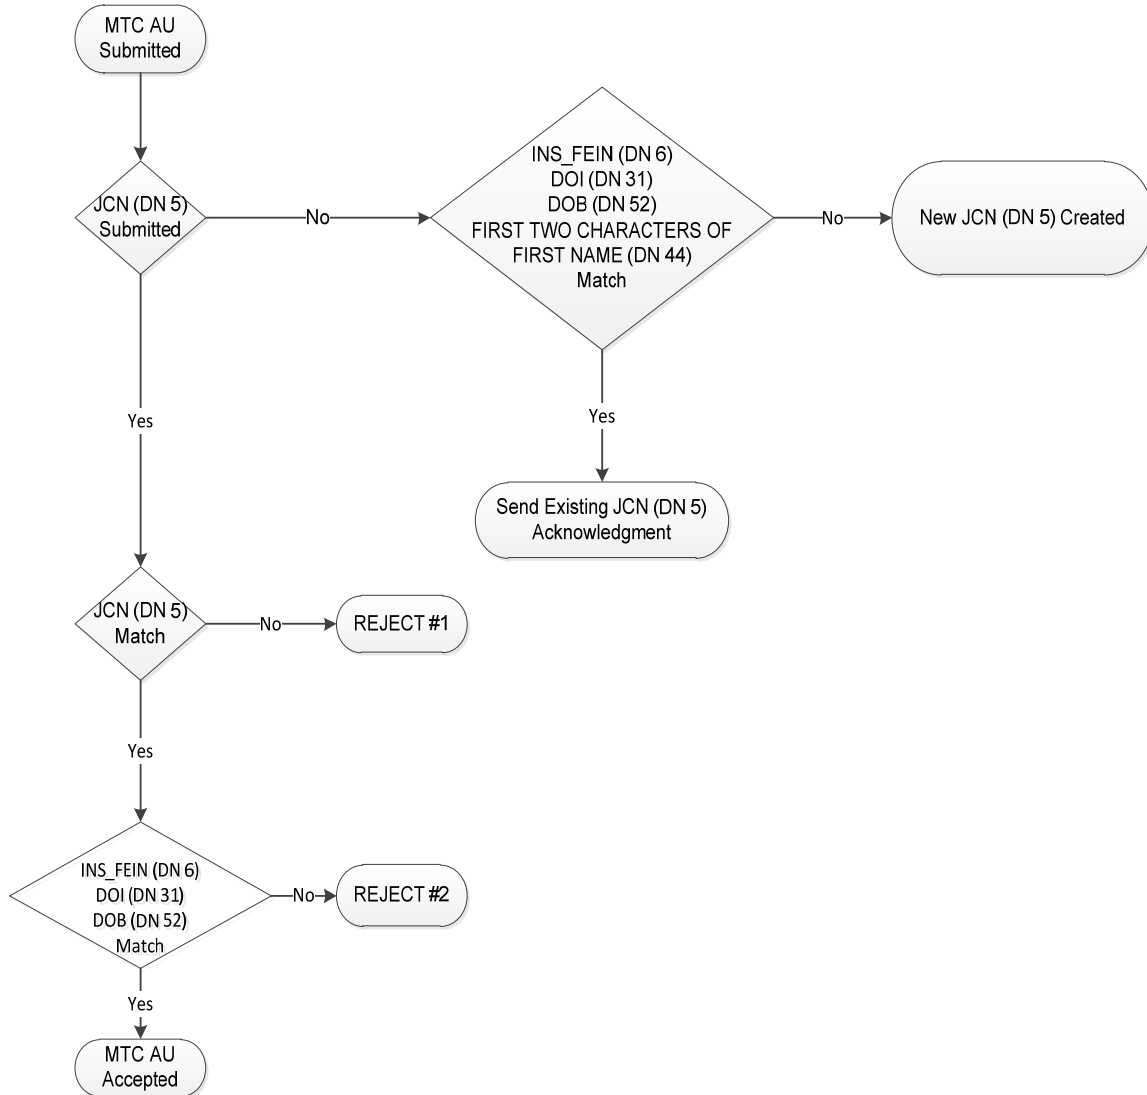 MTC AU
Submitted
JCN (DN 5)
Submitted
No
INS_FEIN (DN 6)
DOI (DN 31)
DOB (DN 52)
FIRST TWO CHARACTERS OF
FIRST NAME (DN 44)
Match
No
New JCN (DN 5) Created
Yes
Yes
Send Existing JCN (DN 5)
Acknowledgment
JCN (DN 5)
Match
No
REJECT #1
Yes
INS_FEIN (DN 6)
DOI (DN 31)
DOB (DN 52)
Match
No
REJECT #2
Yes
MTC AU
Accepted